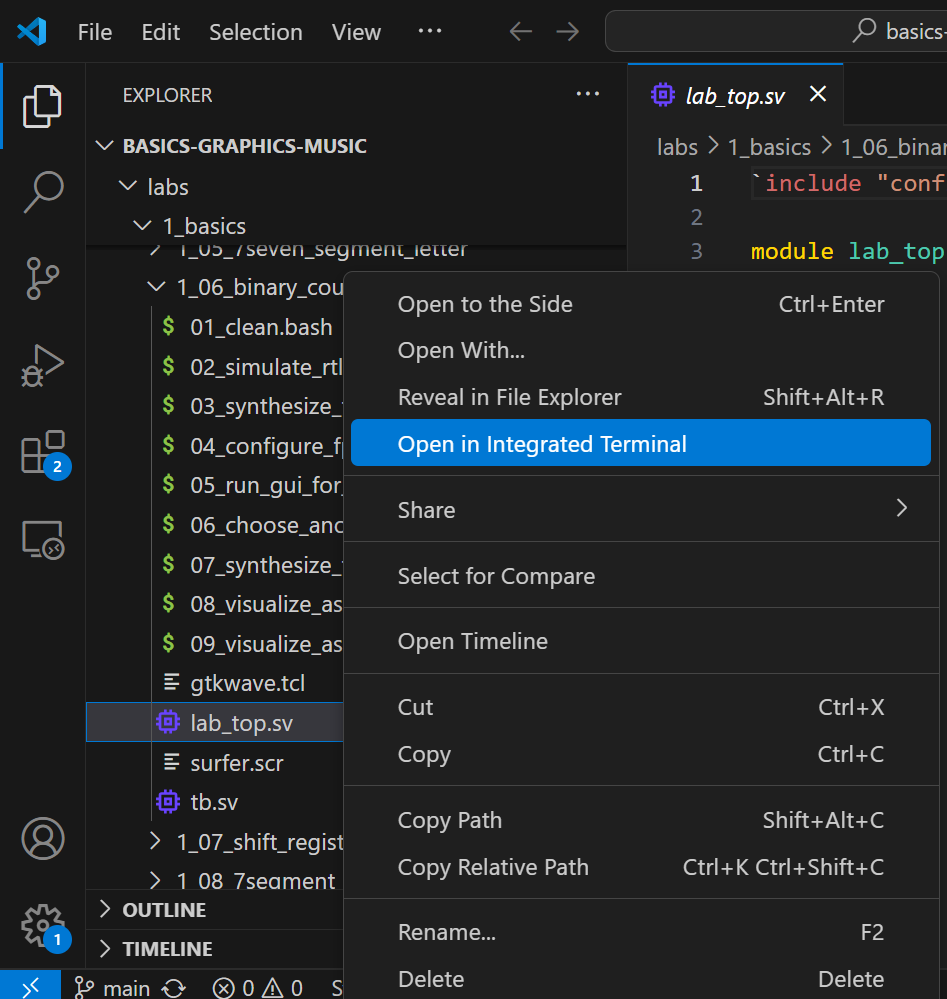 File Edit Selection View ··· basics-
EXPLORER ···
lab_top.sv
BASICS-GRAPHICS-MUSIC
labs > 1_basics > 1_06_binar
labs
1 `include "conf
1_basics
2
1_05_7seven_segment_letter
3 module lab_top
1_06_binary_cou
01_clean.bash
02_simulate_rtl
03_synthesize_
04_configure_f
05_run_gui_for_
06_choose_and
07_synthesize_
08_visualize_as
09_visualize_as
gtkwave.tcl
lab_top.sv
surfer.scr
tb.sv
1_07_shift_regist
1_08_7segment
OUTLINE
TIMELINE
Open to the Side Ctrl+Enter
Open With...
Reveal in File Explorer Shift+Alt+R
Open in Integrated Terminal
Share
Select for Compare
Open Timeline
Cut Ctrl+X
Copy Ctrl+C
Copy Path Shift+Alt+C
Copy Relative Path Ctrl+K Ctrl+Shift+C
Rename... F2
Delete Delete
2
1
main 0 0 S